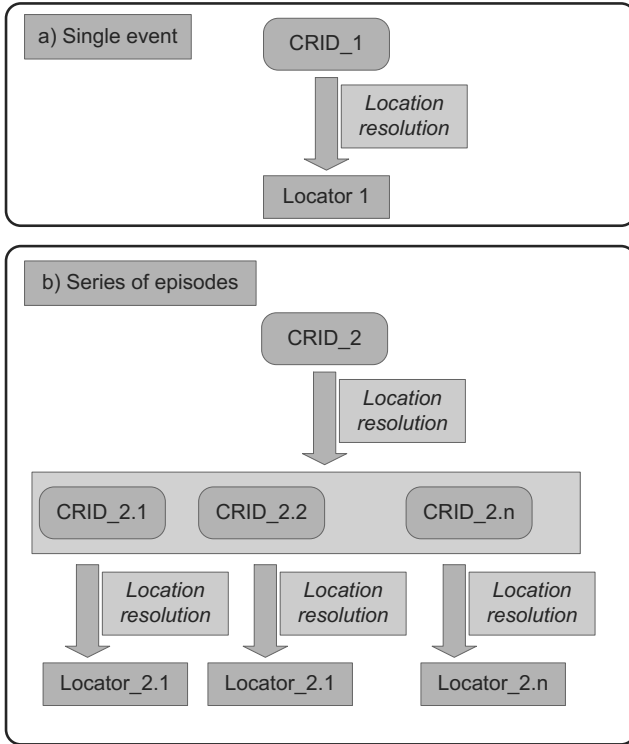 a) Single event
CRID_1
Location
resolution
Locator 1
b) Series of episodes
CRID_2
Location
resolution
CRID_2.1
CRID_2.2
CRID_2.n
Location
resolution
Location
resolution
Location
resolution
Locator_2.1
Locator_2.1
Locator_2.n